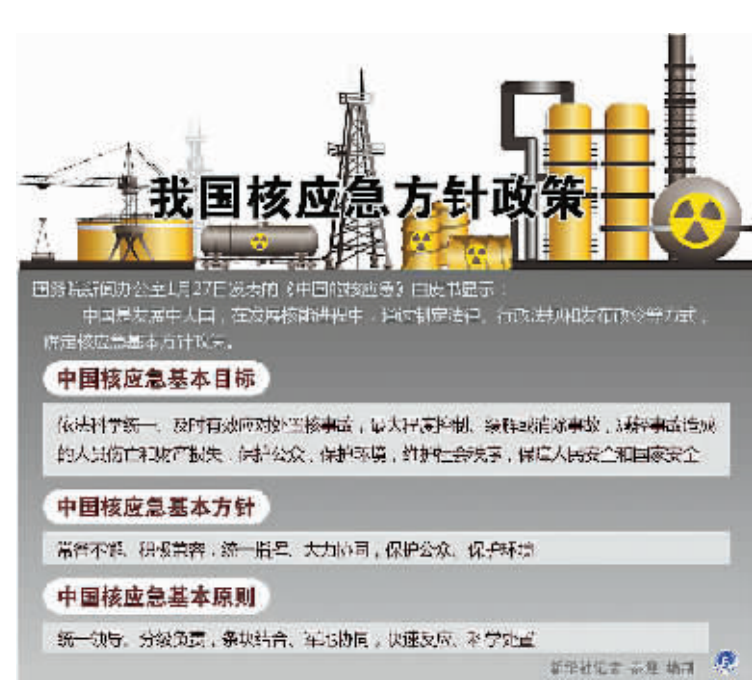 我国核应急方针政策
国务院新闻办公室1月27日发表的《中国的核应急》白皮书显示：
中国是发展中大国，在发展核能进程中，通过制定法律、行政法规和发布政令等方式，
确定核应急基本方针政策。
中国核应急基本目标
依法科学统一、及时有效应对处置核事故，最大程度控制、缓解或消除事故，减轻事故造成
的人员伤亡和财产损失，保护公众，保护环境，维护社会秩序，保障人民安全和国家安全
中国核应急基本方针
常备不懈、积极兼容，统一指挥、大力协同，保护公众、保护环境
中国核应急基本原则
统一领导、分级负责，条块结合、军地协同，快速反应、科学处置
新华社记者 编制